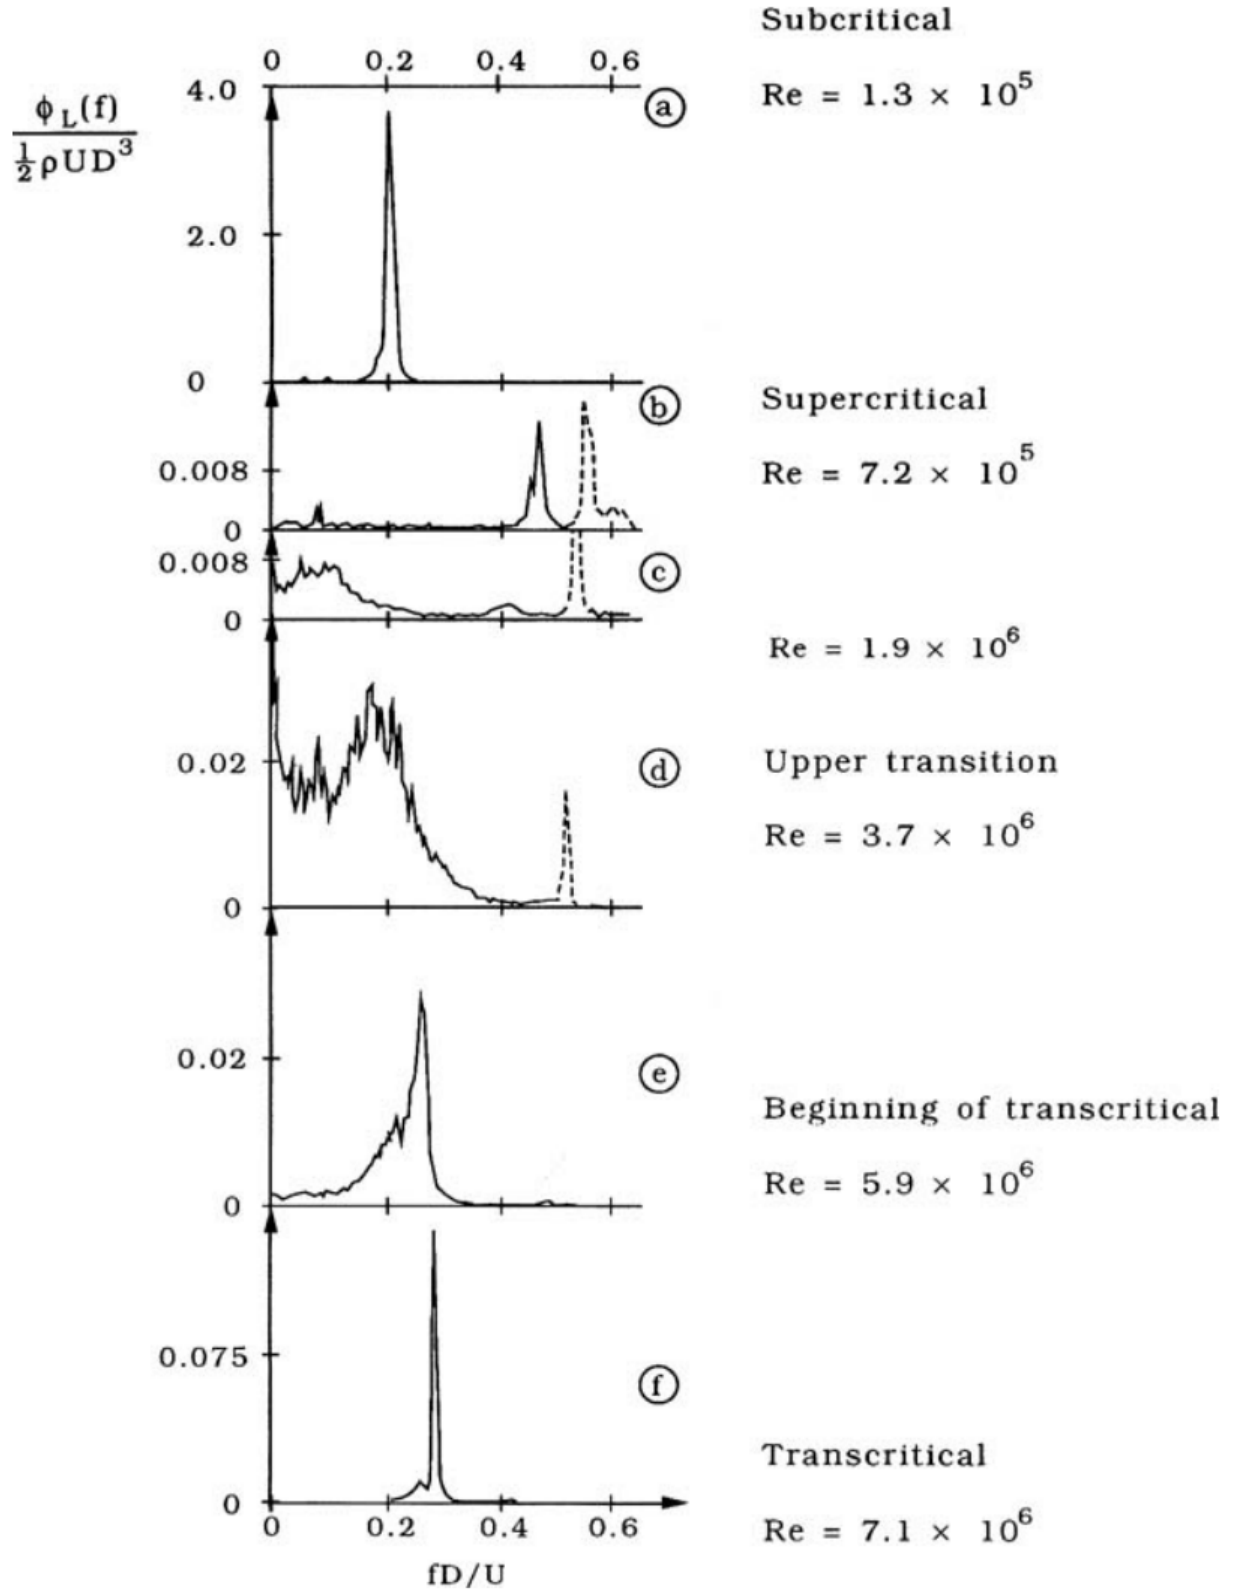 Subcritical
0 0.2 0.4 0.6
4.0
ϕL(f)
½ρUD³
ⓐ
Re = 1.3 × 10⁵
2.0
0
ⓑ
Supercritical
0.008
Re = 7.2 × 10⁵
0
0.008
ⓒ
0
Re = 1.9 × 10⁶
0.02
ⓓ
Upper transition
Re = 3.7 × 10⁶
0
0.02
ⓔ
Beginning of transcritical
Re = 5.9 × 10⁶
0
0.075
ⓕ
Transcritical
0
Re = 7.1 × 10⁶
0 0.2 0.4 0.6
fD/U